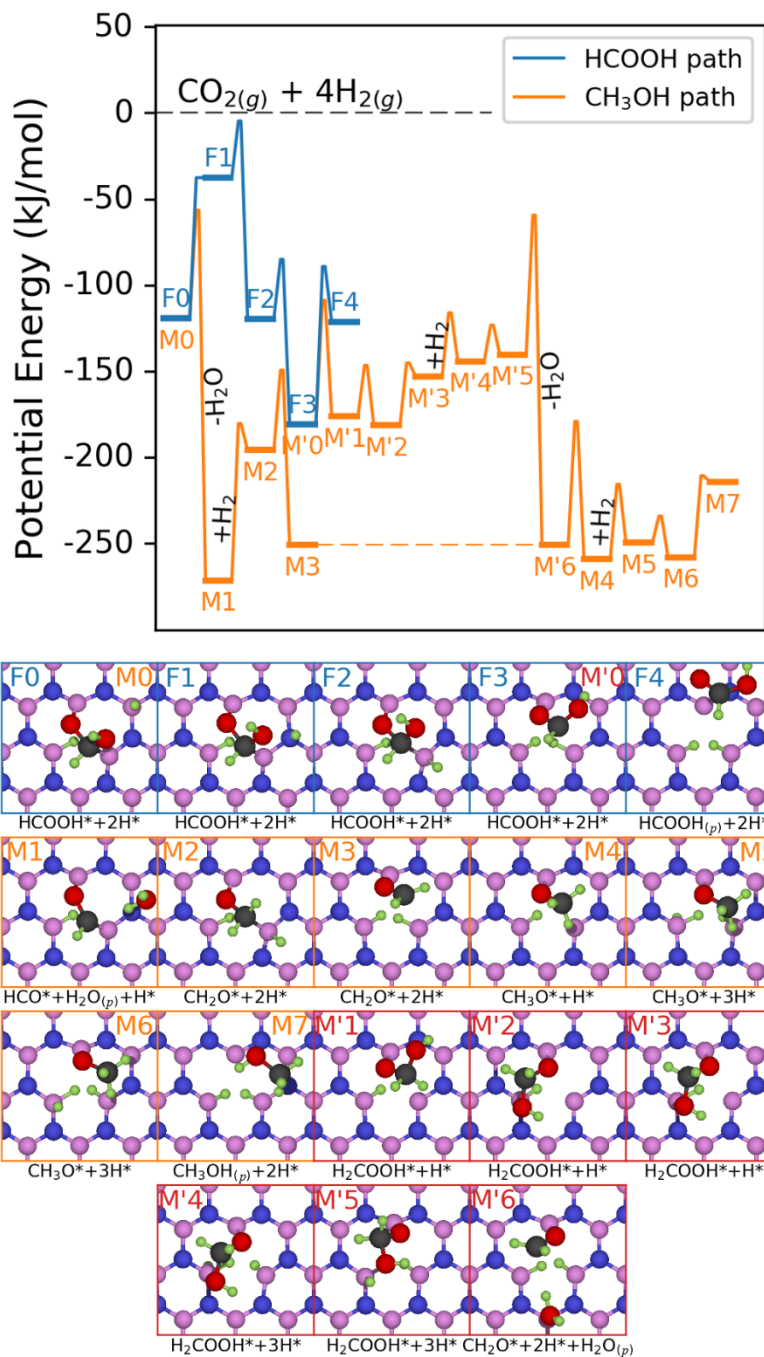 50
0
-50
-100
-150
-200
-250
Potential Energy (kJ/mol)
HCOOH path
CH₃OH path
CO₂₍g₎ + 4H₂₍g₎
F1
F0
M0
F2
F4
F3
M'0
M'1
M'2
M'3
M'4
M'5
+H₂
-H₂O
-H₂O
+H₂
M2
M1
M3
M'6
+H₂
M4
M5
M6
M7
F0 M0 F1 F2 F3 M'0 F4
HCOOH*+2H* HCOOH*+2H* HCOOH*+2H* HCOOH*+2H* HCOOH₍p₎+2H*
M1 M2 M3 M4
HCO*+H₂O₍p₎+H* CH₂O*+2H* CH₂O*+2H* CH₃O*+H* CH₃O*+3H*
M6 M7 M'1 M'2 M'3
CH₃O*+3H* CH₃OH₍p₎+2H* H₂COOH*+H* H₂COOH*+H* H₂COOH*+H*
M'4 M'5 M'6
H₂COOH*+3H* H₂COOH*+3H* CH₂O*+2H*+H₂O₍p₎